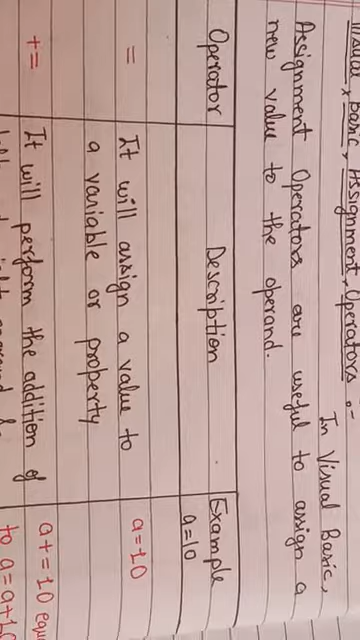 Visual Basic Assignment Operators :-
In Visual Basic,
Assignment Operators are useful to assign a
new value to the operand.
Operator Description Example
a=10
= It will assign a value to a=10
a variable or property
+= It will perform the addition of a+=10 equ
to a=a+10